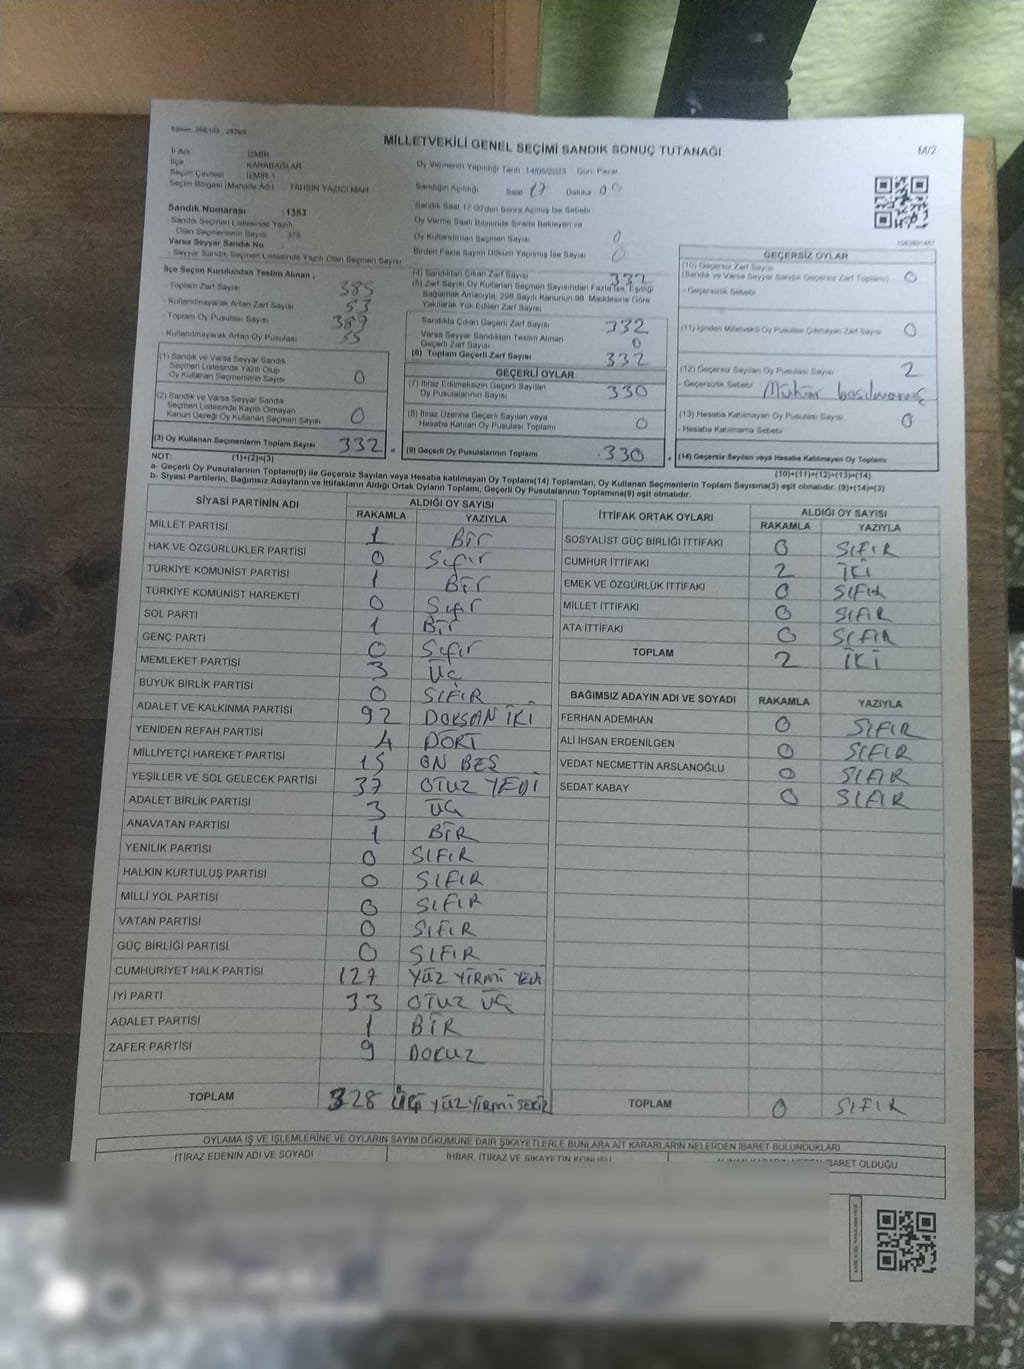 MİLLETVEKİLİ GENEL SEÇİMİ SANDIK SONUÇ TUTANAĞI
M/2
İli Adı : İZMİR
İlçe : KARABAĞLAR
Seçim Çevresi : İZMİR-1
Seçim Bölgesi (Mahalle Adı) : TAHSİN YAZICI MAH
Oy Vermenin Yapıldığı Tarih : 14/05/2023 Gün: Pazar
Sandığın Açılışı Saat 17 Dakika 00
Sandık Saat 17:00'den Sonra Açılmış İse Sebebi :
Oy Verme Saati Bitiminde Sırada Bekleyen ve
Oy Kullandırılan Seçmen Sayısı 0
Birden Fazla Sayım Döküm Yapılmış İse Sayısı 0
Sandık Numarası : 1383
Sandık Seçmen Listesinde Yazılı
Olan Seçmenlerin Sayısı : 378
Varsa Seyyar Sandık No
- Seyyar Sandık Seçmen Listesinde Yazılı Olan Seçmen Sayısı
İlçe Seçim Kurulundan Teslim Alınan ;
Toplam Zarf Sayısı 385
Kullanılmayarak Artan Zarf Sayısı 53
- Toplam Oy Pusulası Sayısı
- Kullanılmayarak Artan Oy Pusulası
(1) Sandık ve Varsa Seyyar Sandık
Seçmen Listesinde Yazılı Olup
Oy Kullanan Seçmenlerin Sayısı 0
(2) Sandık ve Varsa Seyyar Sandık
Seçmen Listesinde Kayıtlı Olmayan
Kanun Gereği Oy Kullanan Seçmen Sayısı 0
(3) Oy Kullanan Seçmenlerin Toplam Sayısı 332
(1)+(2)=(3)
(4) Sandıktan Çıkan Zarf Sayısı 332
(5) Zarf Sayısı Oy Kullanan Seçmen Sayısından Fazla İse, Eşitliği
Bağlamak Amacıyla; 298 Sayılı Kanunun 98. Maddesine Göre
Yakılarak Yok Edilen Zarf Sayısı
Sandıkta Çıkan Geçerli Zarf Sayısı 332
Varsa Seyyar Sandıktan Teslim Alınan
Geçerli Zarf Sayısı 0
(6) Toplam Geçerli Zarf Sayısı 332
GEÇERLİ OYLAR
(7) İtiraz Edilmeksizin Geçerli Sayılan
Oy Pusulalarının Sayısı 330
(8) İtiraz Üzerine Geçerli Sayılan veya
Hesaba Katılan Oy Pusulası Toplamı 0
(9) Geçerli Oy Pusulalarının Toplamı 330
GEÇERSİZ OYLAR
(10) Geçersiz Zarf Sayısı
(Sandık ve Varsa Seyyar Sandık Geçersiz Zarf Toplamı) 0
- Geçersizlik Sebebi
(11) İçinden Milletvekili Oy Pusulası Çıkmayan Zarf Sayısı 0
(12) Geçersiz Sayılan Oy Pusulası Sayısı 2
- Geçersizlik Sebebi Mühür basılmamış
(13) Hesaba Katılmayan Oy Pusulası Sayısı 0
- Hesaba Katılmama Sebebi
(14) Geçersiz Sayılan veya Hesaba Katılmayan Oy Toplamı
(10)+(11)+(12)+(13)=(14)
NOT:
a- Geçerli Oy Pusulalarının Toplamı(9) ile Geçersiz Sayılan veya Hesaba katılmayan Oy Toplamı(14) Toplamları, Oy Kullanan Seçmenlerin Toplam Sayısına(3) eşit olmalıdır. (9)+(14)=(3)
b- Siyasi Partilerin, Bağımsız Adayların ve İttifakların Aldığı Ortak Oyların Toplamı, Geçerli Oy Pusulalarının Toplamına(9) eşit olmalıdır.
SİYASİ PARTİNİN ADI ALDIĞI OY SAYISI
RAKAMLA YAZIYLA
MİLLET PARTİSİ 1 Bir
HAK VE ÖZGÜRLÜKLER PARTİSİ 0 Sıfır
TÜRKİYE KOMÜNİST PARTİSİ 1 Bir
TÜRKİYE KOMÜNİST HAREKETİ 0 Sıfır
SOL PARTİ 1 Bir
GENÇ PARTİ 0 Sıfır
MEMLEKET PARTİSİ 3 Üç
BÜYÜK BİRLİK PARTİSİ 0 SIFIR
ADALET VE KALKINMA PARTİSİ 92 DOKSAN İKİ
YENİDEN REFAH PARTİSİ 4 DÖRT
MİLLİYETÇİ HAREKET PARTİSİ 15 ON BEŞ
YEŞİLLER VE SOL GELECEK PARTİSİ 37 OTUZ YEDİ
ADALET BİRLİK PARTİSİ 3 ÜÇ
ANAVATAN PARTİSİ 1 BİR
YENİLİK PARTİSİ 0 SIFIR
HALKIN KURTULUŞ PARTİSİ 0 SIFIR
MİLLİ YOL PARTİSİ 0 SIFIR
VATAN PARTİSİ 0 SIFIR
GÜÇ BİRLİĞİ PARTİSİ 0 SIFIR
CUMHURİYET HALK PARTİSİ 127 YÜZ YİRMİ YEDİ
İYİ PARTİ 33 OTUZ ÜÇ
ADALET PARTİSİ 1 BİR
ZAFER PARTİSİ 9 DOKUZ
TOPLAM 328 ÜÇ YÜZ YİRMİ SEKİZ
İTTİFAK ORTAK OYLARI ALDIĞI OY SAYISI
RAKAMLA YAZIYLA
SOSYALİST GÜÇ BİRLİĞİ İTTİFAKI 0 SIFIR
CUMHUR İTTİFAKI 2 İKİ
EMEK VE ÖZGÜRLÜK İTTİFAKI 0 SIFIR
MİLLET İTTİFAKI 0 SIFIR
ATA İTTİFAKI 0 SIFIR
TOPLAM 2 İKİ
BAĞIMSIZ ADAYIN ADI VE SOYADI RAKAMLA YAZIYLA
FERHAN ADEMHAN 0 SIFIR
ALİ İHSAN ERDENİLGEN 0 SIFIR
VEDAT NECMETTİN ARSLANOĞLU 0 SIFIR
SEDAT KABAY 0 SIFIR
TOPLAM 0 SIFIR
OYLAMA İŞ VE İŞLEMLERİNE VE OYLARIN SAYIM DÖKÜMÜNE DAİR ŞİKAYETLERLE BUNLARA AİT KARARLARIN NELERDEN İBARET BULUNDUKLARI
İTİRAZ EDENİN ADI VE SOYADI İHBAR, İTİRAZ VE ŞİKAYETİN KONUSU İBARET OLDUĞU